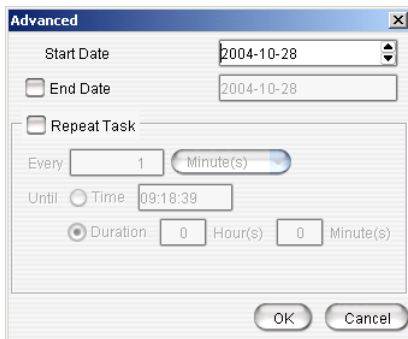 Advanced
Start Date 2004-10-28
End Date 2004-10-28
Repeat Task
Every 1 Minute(s)
Until Time 09:18:39
Duration 0 Hour(s) 0 Minute(s)
OK Cancel